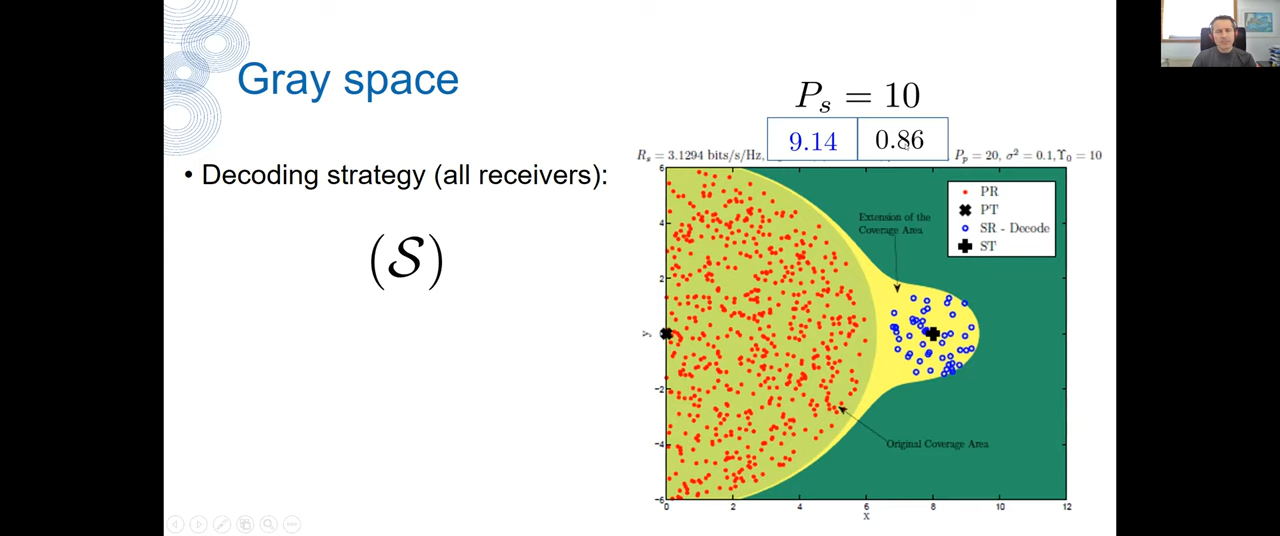 Gray space
P_s = 10
9.14 0.86
R_s = 3.1294 bits/s/Hz, P_p = 20, σ² = 0.1, Υ₀ = 10
• Decoding strategy (all receivers):
(𝒮)
PR
PT
SR - Decode
ST
Extension of the
Coverage Area
Original Coverage Area
y
6
4
2
0
−2
−4
−6
0 2 4 6 8 10 12
x